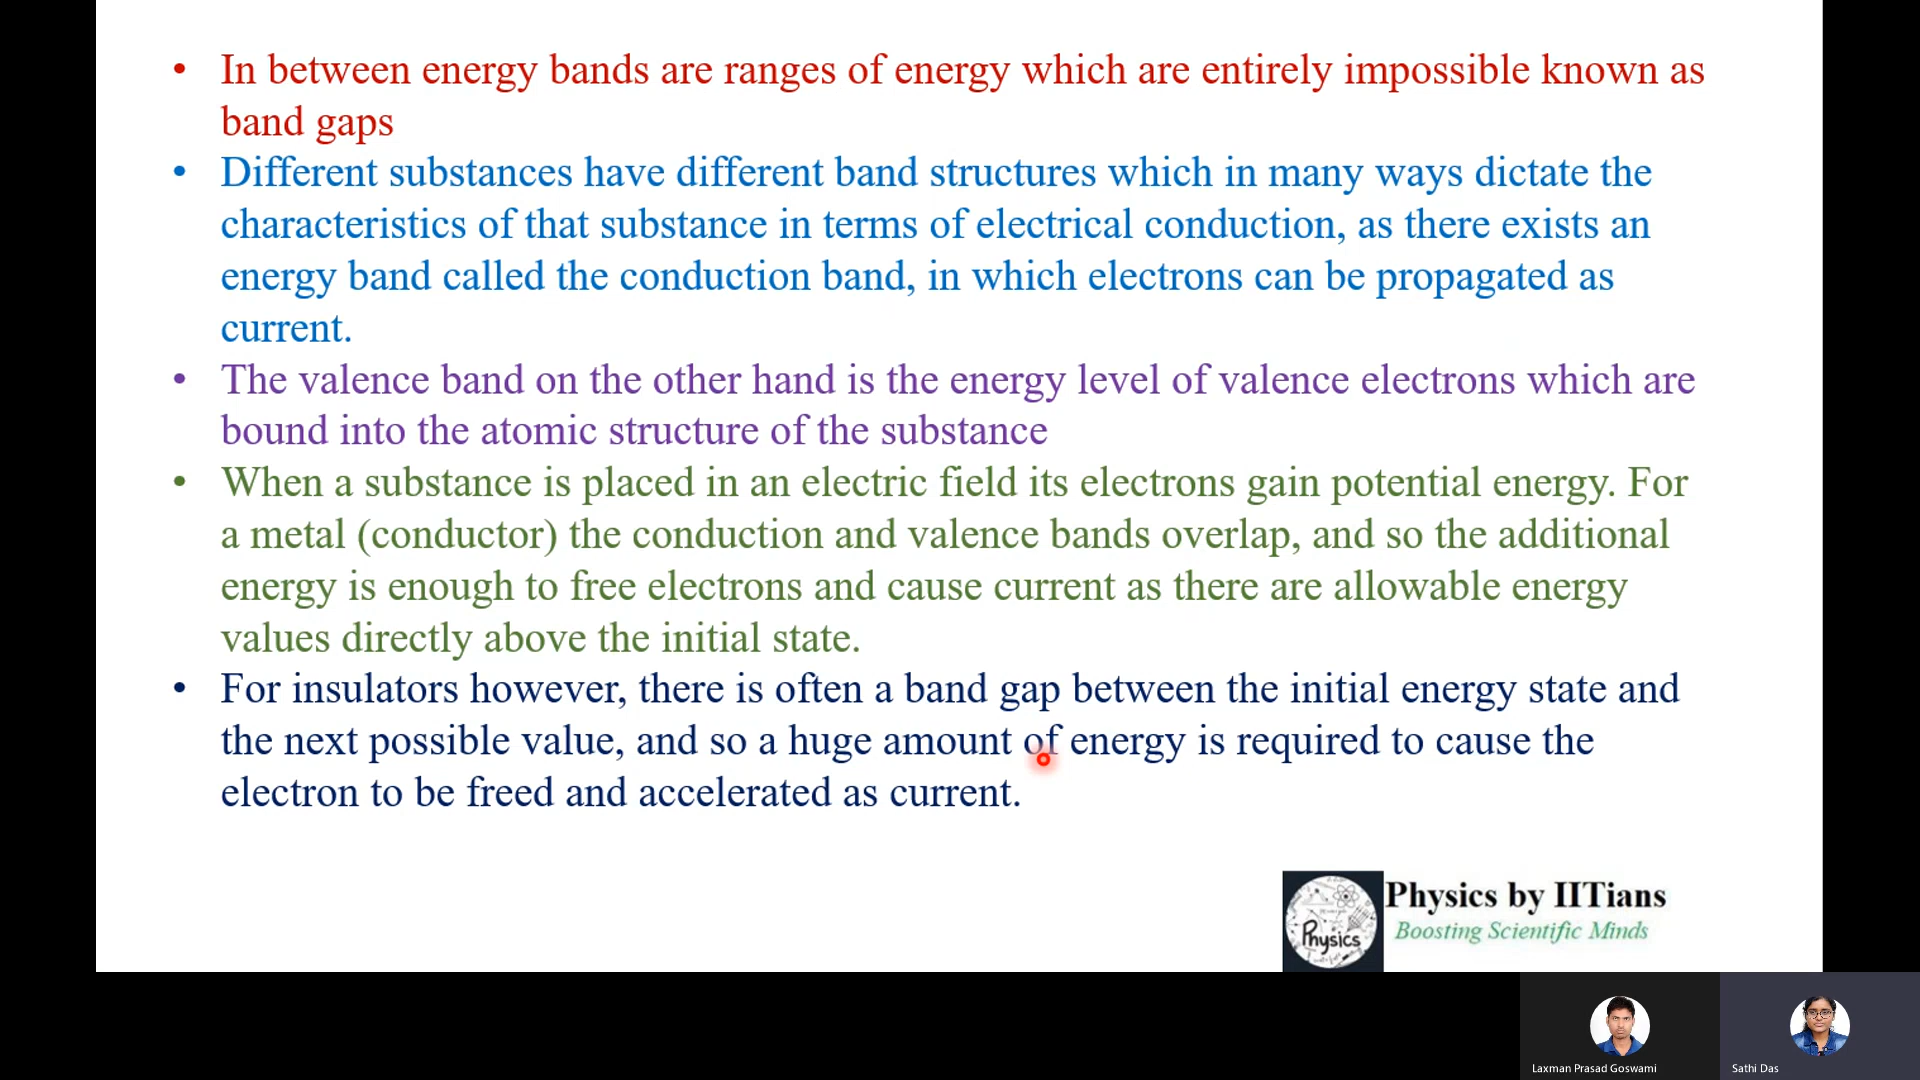 • In between energy bands are ranges of energy which are entirely impossible known as
band gaps
• Different substances have different band structures which in many ways dictate the
characteristics of that substance in terms of electrical conduction, as there exists an
energy band called the conduction band, in which electrons can be propagated as
current.
• The valence band on the other hand is the energy level of valence electrons which are
bound into the atomic structure of the substance
• When a substance is placed in an electric field its electrons gain potential energy. For
a metal (conductor) the conduction and valence bands overlap, and so the additional
energy is enough to free electrons and cause current as there are allowable energy
values directly above the initial state.
• For insulators however, there is often a band gap between the initial energy state and
the next possible value, and so a huge amount of energy is required to cause the
electron to be freed and accelerated as current.
Physics
Physics by IITians
Boosting Scientific Minds
Laxman Prasad Goswami
Sathi Das